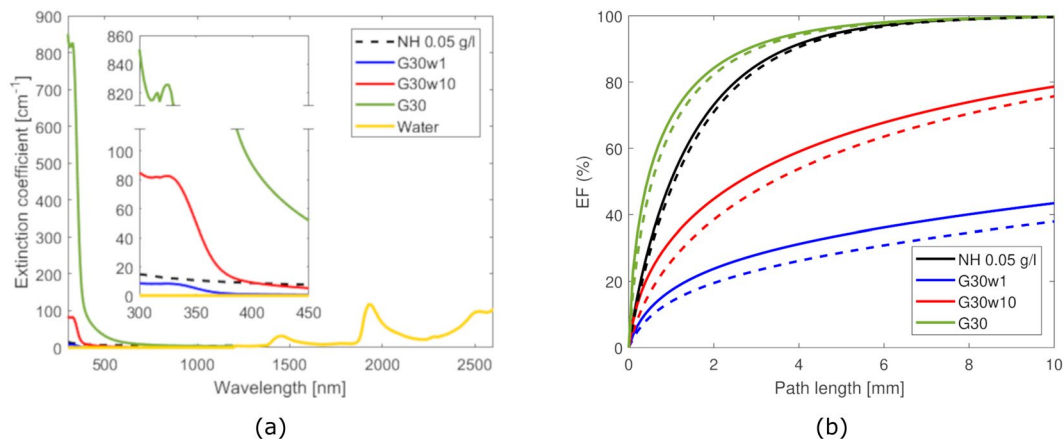 900
800
700
600
500
400
300
200
100
0
Extinction coefficient [cm⁻¹]
860
840
820
100
80
60
40
20
0
300 350 400 450
NH 0.05 g/l
G30w1
G30w10
G30
Water
500 1000 1500 2000 2500
Wavelength [nm]
(a)
100
80
60
40
20
0
EF (%)
NH 0.05 g/l
G30w1
G30w10
G30
0 2 4 6 8 10
Path length [mm]
(b)